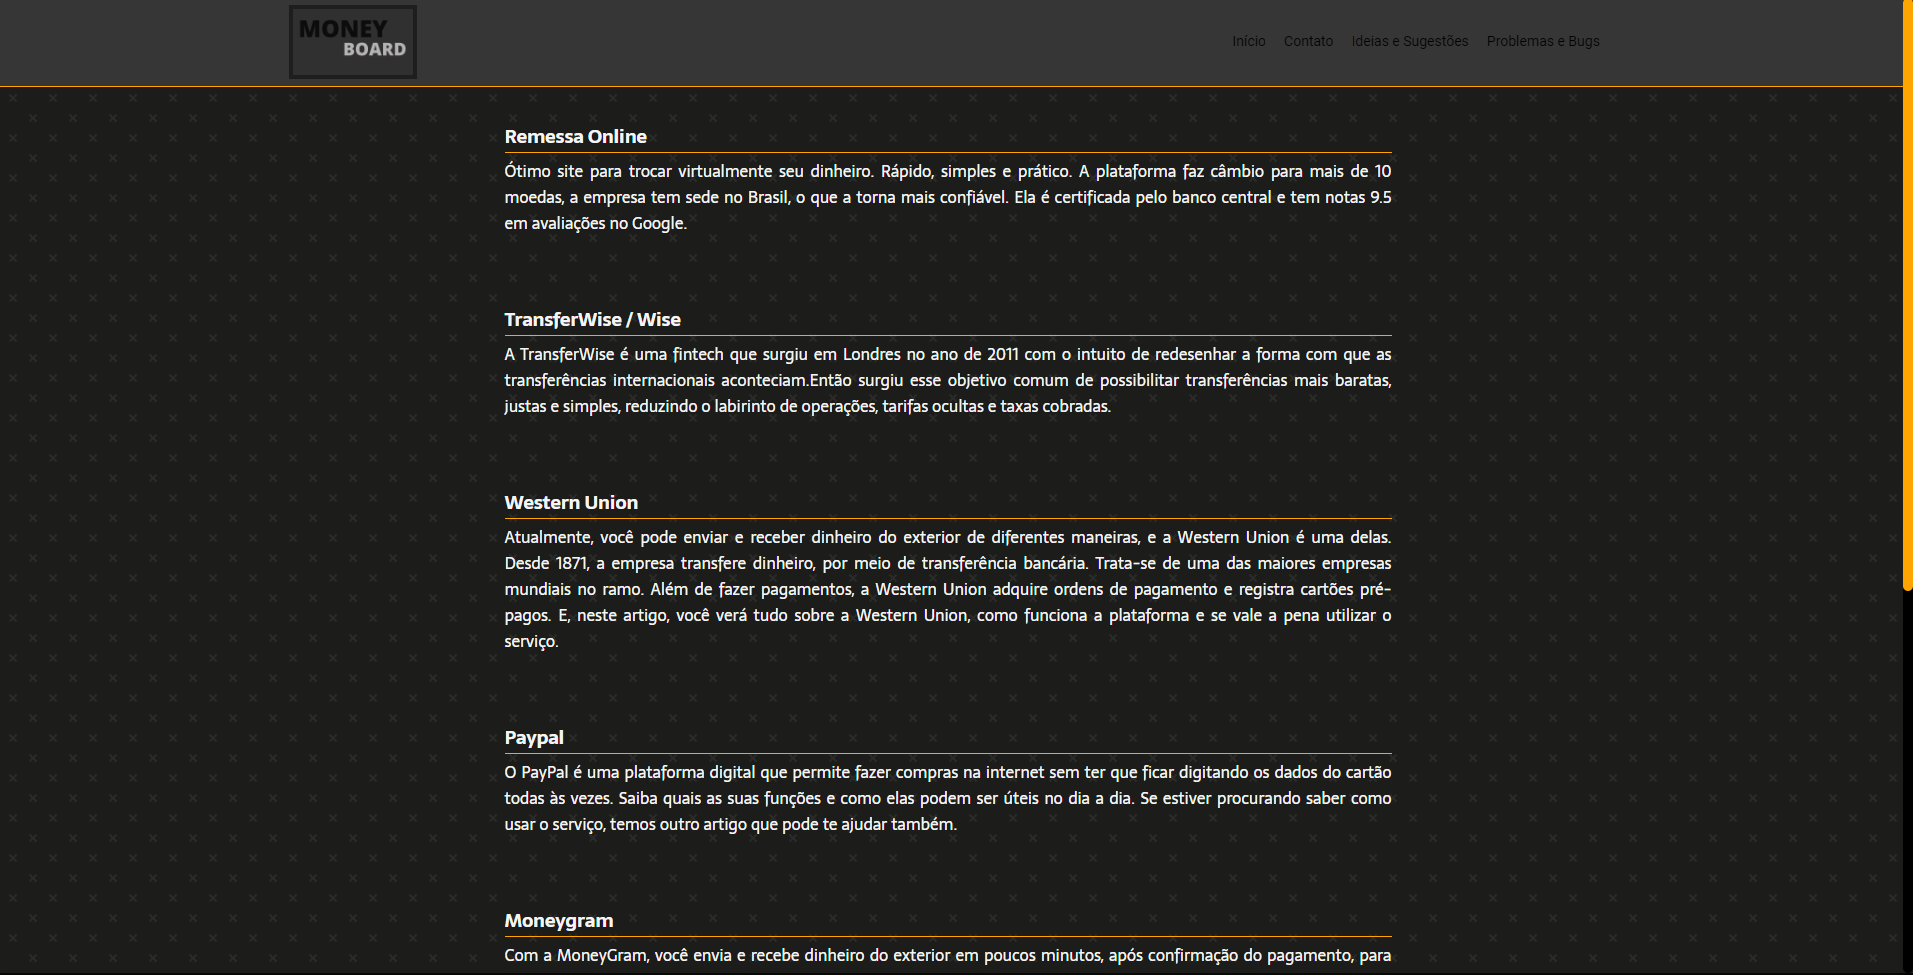 MONEY
BOARD
Início Contato Ideias e Sugestões Problemas e Bugs
Remessa Online
Ótimo site para trocar virtualmente seu dinheiro. Rápido, simples e prático. A plataforma faz câmbio para mais de 10
moedas, a empresa tem sede no Brasil, o que a torna mais confiável. Ela é certificada pelo banco central e tem notas 9.5
em avaliações no Google.
TransferWise / Wise
A TransferWise é uma fintech que surgiu em Londres no ano de 2011 com o intuito de redesenhar a forma com que as
transferências internacionais aconteciam.Então surgiu esse objetivo comum de possibilitar transferências mais baratas,
justas e simples, reduzindo o labirinto de operações, tarifas ocultas e taxas cobradas.
Western Union
Atualmente, você pode enviar e receber dinheiro do exterior de diferentes maneiras, e a Western Union é uma delas.
Desde 1871, a empresa transfere dinheiro, por meio de transferência bancária. Trata-se de uma das maiores empresas
mundiais no ramo. Além de fazer pagamentos, a Western Union adquire ordens de pagamento e registra cartões pré-
pagos. E, neste artigo, você verá tudo sobre a Western Union, como funciona a plataforma e se vale a pena utilizar o
serviço.
Paypal
O PayPal é uma plataforma digital que permite fazer compras na internet sem ter que ficar digitando os dados do cartão
todas às vezes. Saiba quais as suas funções e como elas podem ser úteis no dia a dia. Se estiver procurando saber como
usar o serviço, temos outro artigo que pode te ajudar também.
Moneygram
Com a MoneyGram, você envia e recebe dinheiro do exterior em poucos minutos, após confirmação do pagamento, para